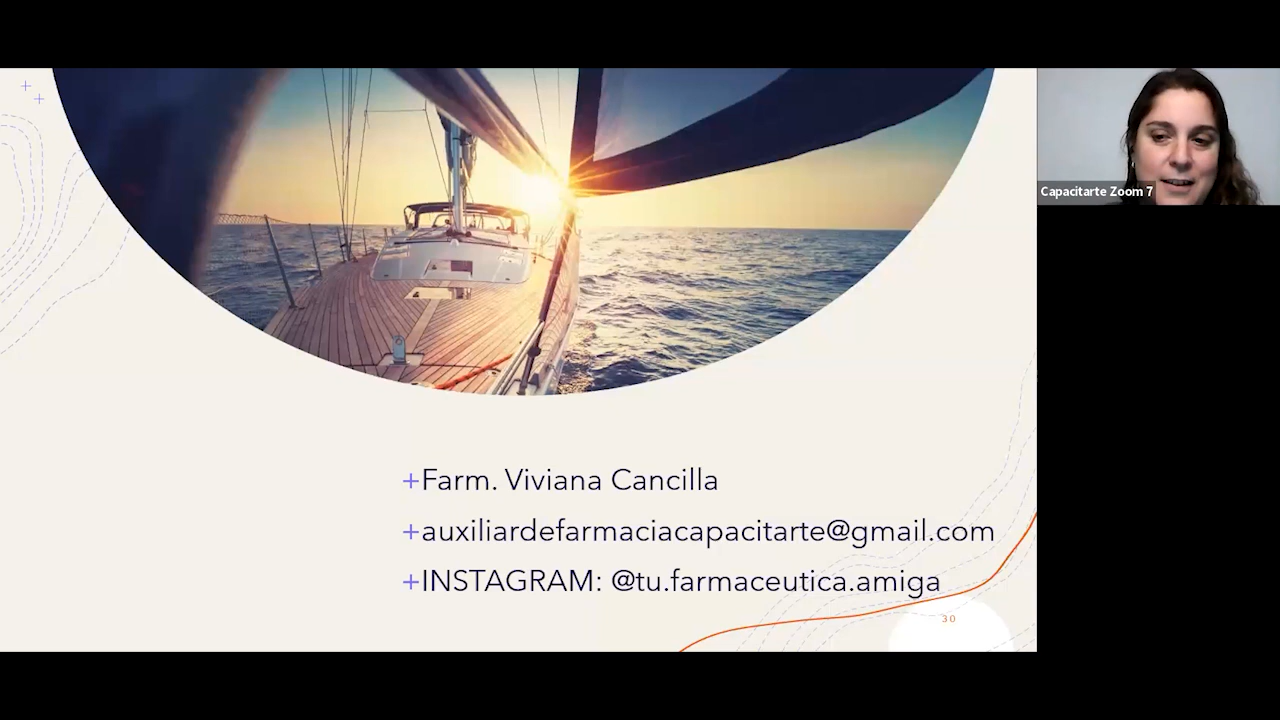 Capacitarte Zoom 7
+Farm. Viviana Cancilla
+auxiliardefarmaciacapacitarte@gmail.com
+INSTAGRAM: @tu.farmaceutica.amiga
30